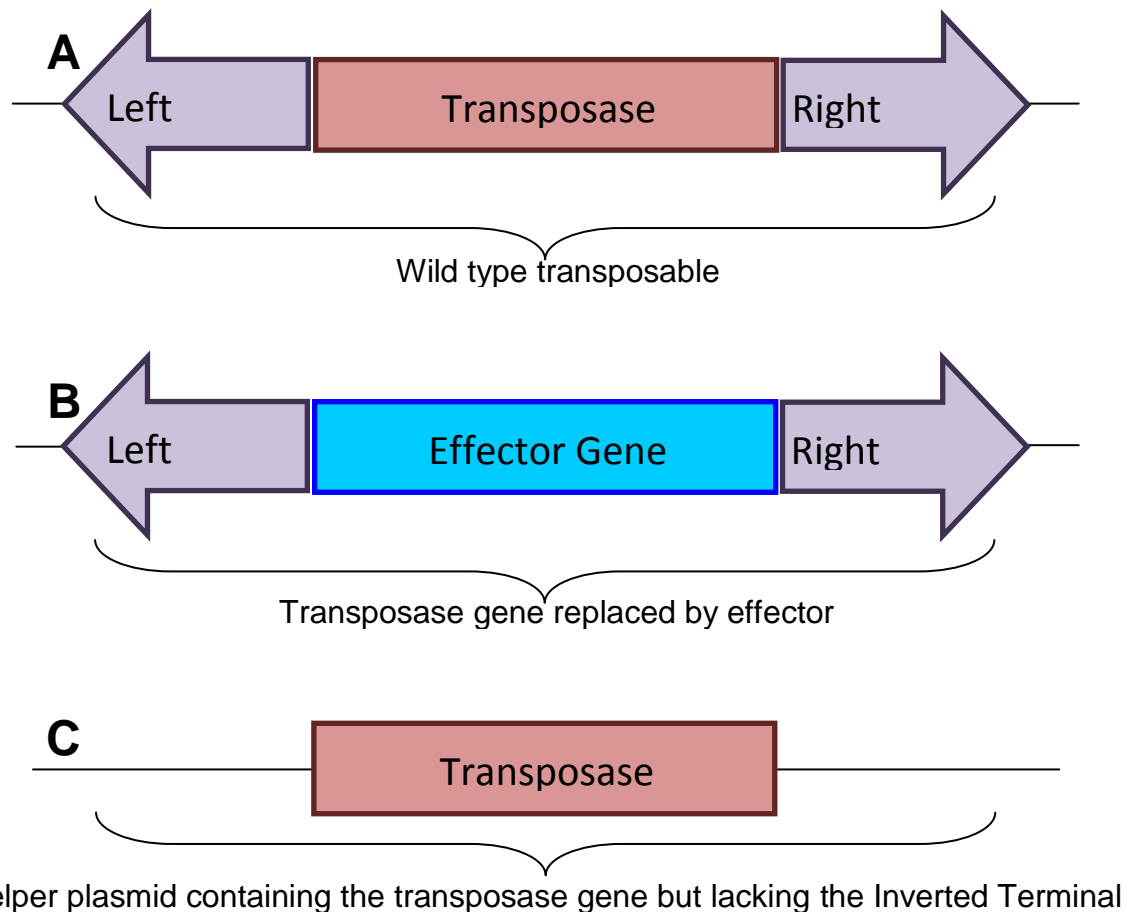 A
Left Transposase Right
Wild type transposable
B
Left Effector Gene Right
Transposase gene replaced by effector
C
Transposase
elper plasmid containing the transposase gene but lacking the Inverted Terminal